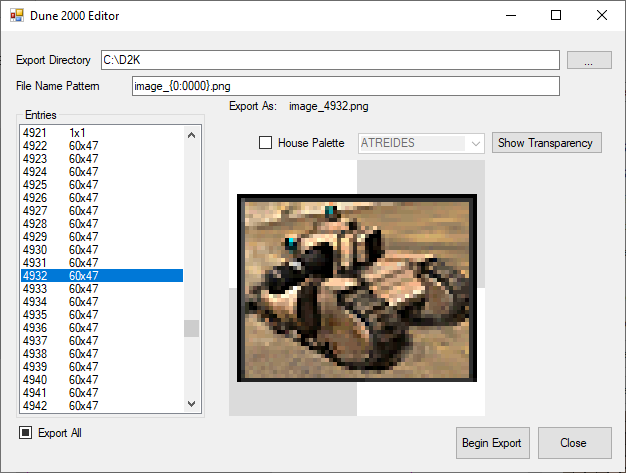 Dune 2000 Editor
Export Directory C:\D2K ...
File Name Pattern image_{0:0000}.png
Export As: image_4932.png
Entries
House Palette ATREIDES Show Transparency
4921 1x1
4922 60x47
4923 60x47
4924 60x47
4925 60x47
4926 60x47
4927 60x47
4928 60x47
4929 60x47
4930 60x47
4931 60x47
4932 60x47
4933 60x47
4934 60x47
4935 60x47
4936 60x47
4937 60x47
4938 60x47
4939 60x47
4940 60x47
4941 60x47
4942 60x47
Export All
Begin Export Close